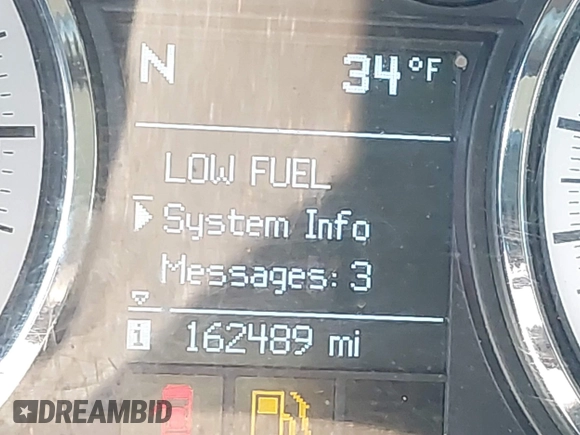 N 34°F
LOW FUEL
System Info
Messages: 3
i 162489 mi
DREAMBID